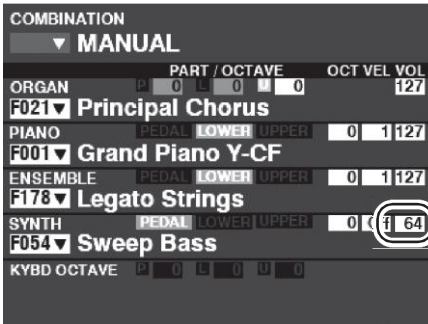 COMBINATION
▼ MANUAL
PART / OCTAVE OCT VEL VOL
ORGAN P 0 L 0 U 0 127
F021▼ Principal Chorus
PIANO PEDAL LOWER UPPER 0 1 127
F001▼ Grand Piano Y-CF
ENSEMBLE PEDAL LOWER UPPER 0 1 127
F178▼ Legato Strings
SYNTH PEDAL LOWER UPPER 0 64
F054▼ Sweep Bass
KYBD OCTAVE P 0 L 0 U 0